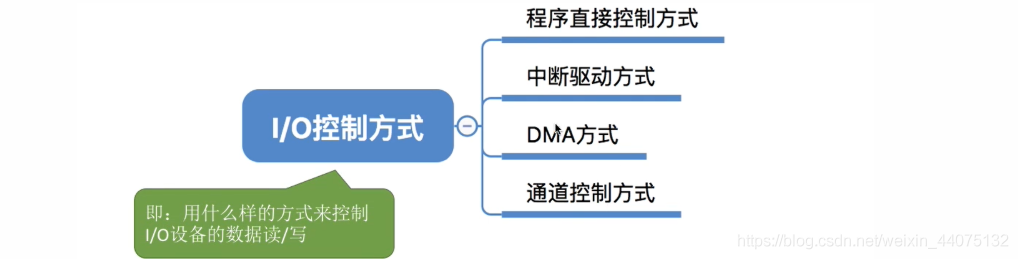 程序直接控制方式
中断驱动方式
I/O控制方式
DMA方式
通道控制方式
即：用什么样的方式来控制
I/O设备的数据读/写
https://blog.csdn.net/weixin_44075132